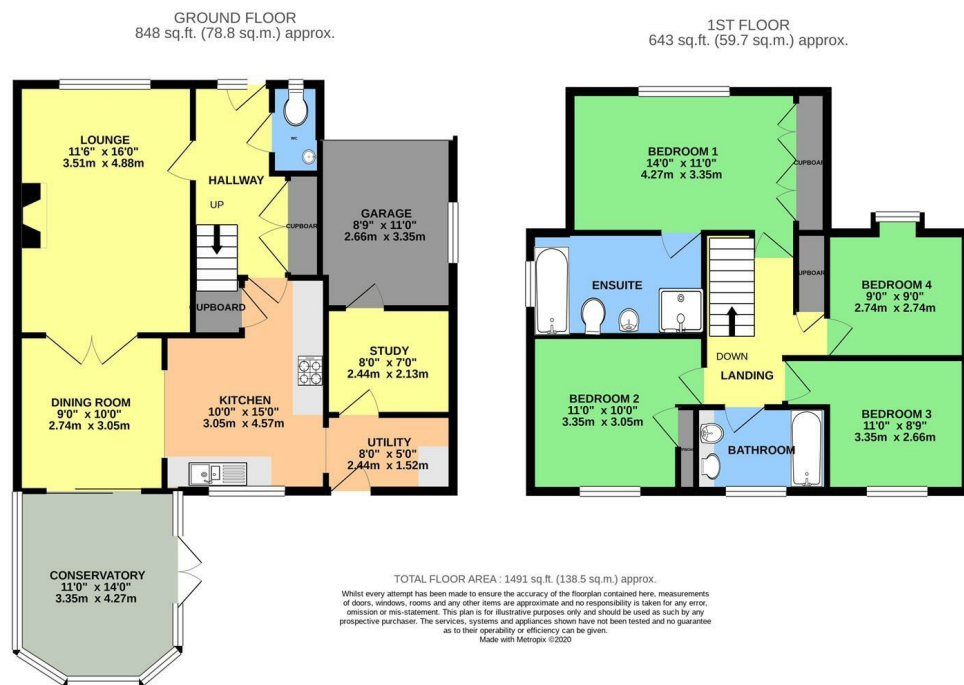 GROUND FLOOR
848 sq.ft. (78.8 sq.m.) approx.
LOUNGE
11'6" x 16'0"
3.51m x 4.88m
HALLWAY
UP
WC
CUPBOARD
GARAGE
8'9" x 11'0"
2.66m x 3.35m
CUPBOARD
STUDY
8'0" x 7'0"
2.44m x 2.13m
DINING ROOM
9'0" x 10'0"
2.74m x 3.05m
KITCHEN
10'0" x 15'0"
3.05m x 4.57m
UTILITY
8'0" x 5'0"
2.44m x 1.52m
CONSERVATORY
11'0" x 14'0"
3.35m x 4.27m
1ST FLOOR
643 sq.ft. (59.7 sq.m.) approx.
BEDROOM 1
14'0" x 11'0"
4.27m x 3.35m
CUPBOARD
ENSUITE
CUPBOARD
BEDROOM 4
9'0" x 9'0"
2.74m x 2.74m
DOWN
LANDING
BEDROOM 2
11'0" x 10'0"
3.35m x 3.05m
BATHROOM
BEDROOM 3
11'0" x 8'9"
3.35m x 2.66m
TOTAL FLOOR AREA : 1491 sq.ft. (138.5 sq.m.) approx.
Whilst every attempt has been made to ensure the accuracy of the floorplan contained here, measurements
of doors, windows, rooms and any other items are approximate and no responsibility is taken for any error,
omission or mis-statement. This plan is for illustrative purposes only and should be used as such by any
prospective purchaser. The services, systems and appliances shown have not been tested and no guarantee
as to their operability or efficiency can be given.
Made with Metropix ©2020